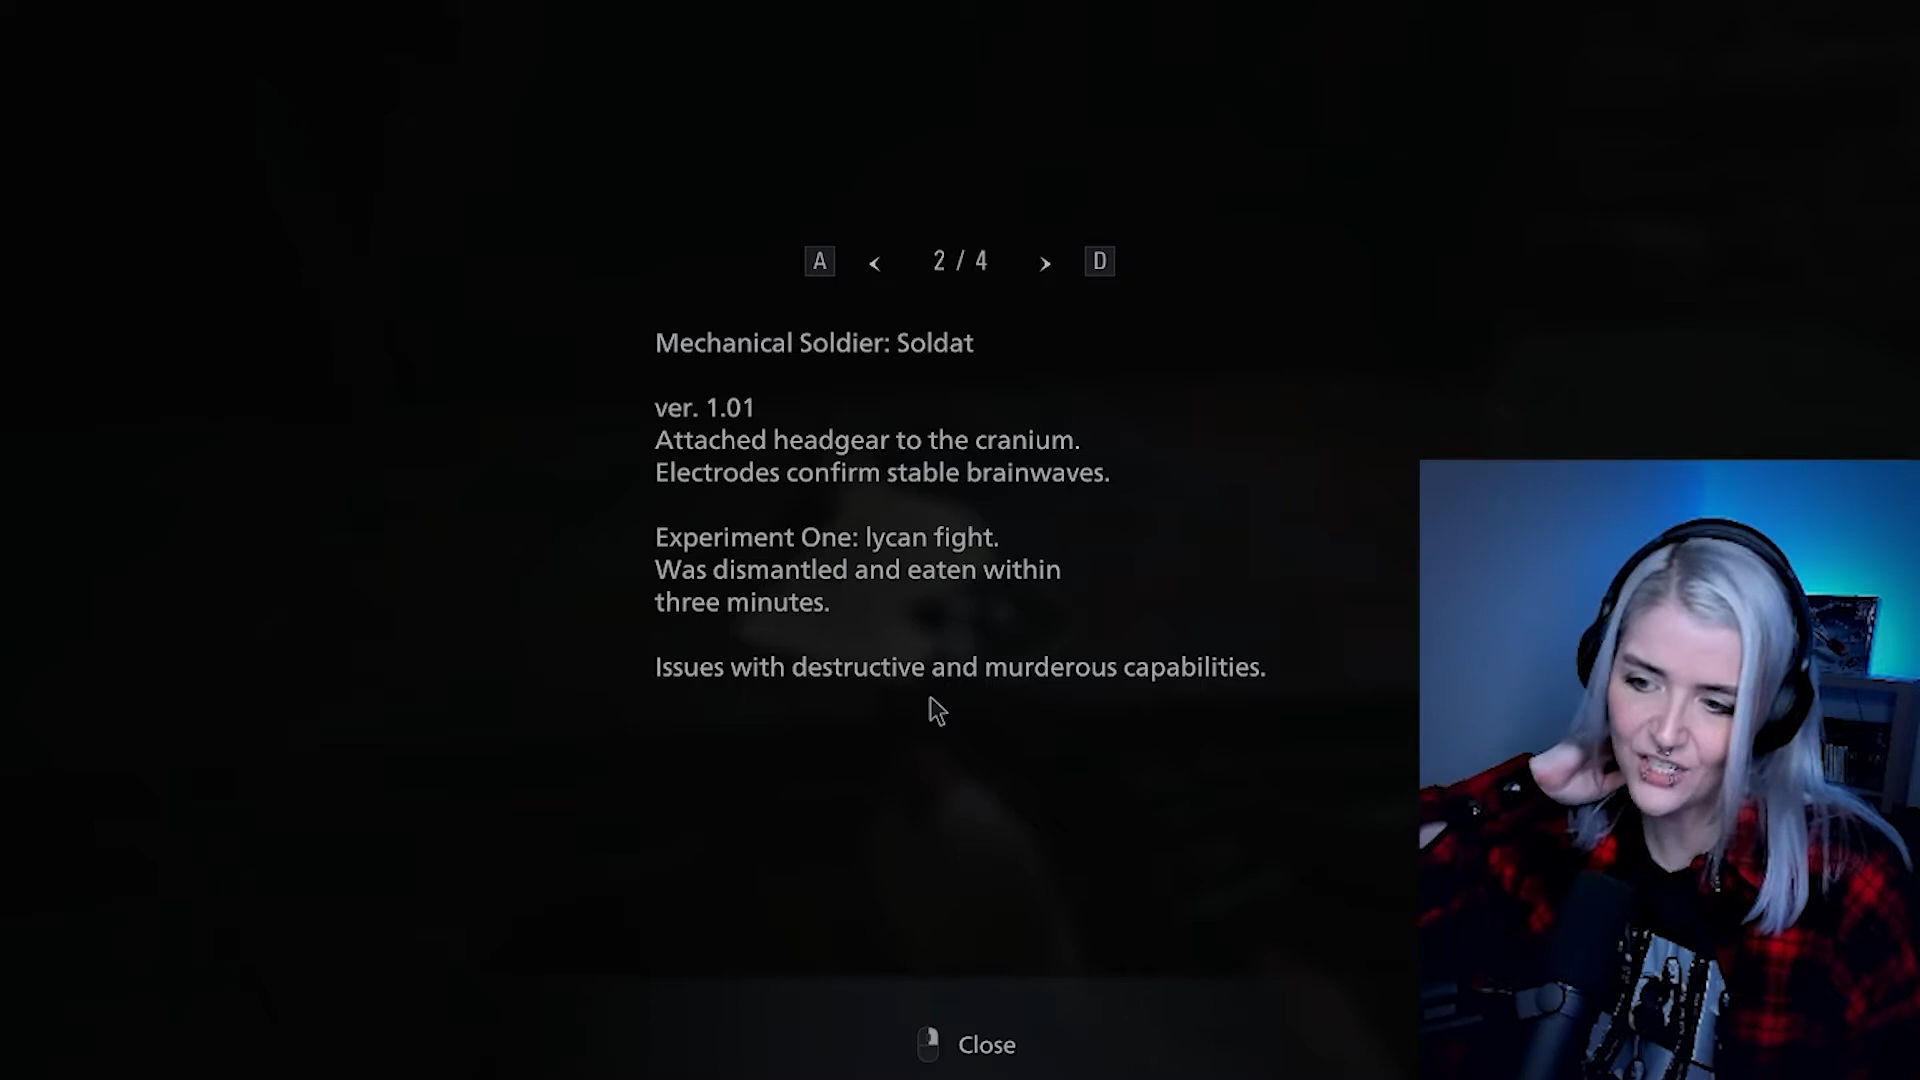 A < 2 / 4 > D
Mechanical Soldier: Soldat
ver. 1.01
Attached headgear to the cranium.
Electrodes confirm stable brainwaves.
Experiment One: lycan fight.
Was dismantled and eaten within
three minutes.
Issues with destructive and murderous capabilities.
Close